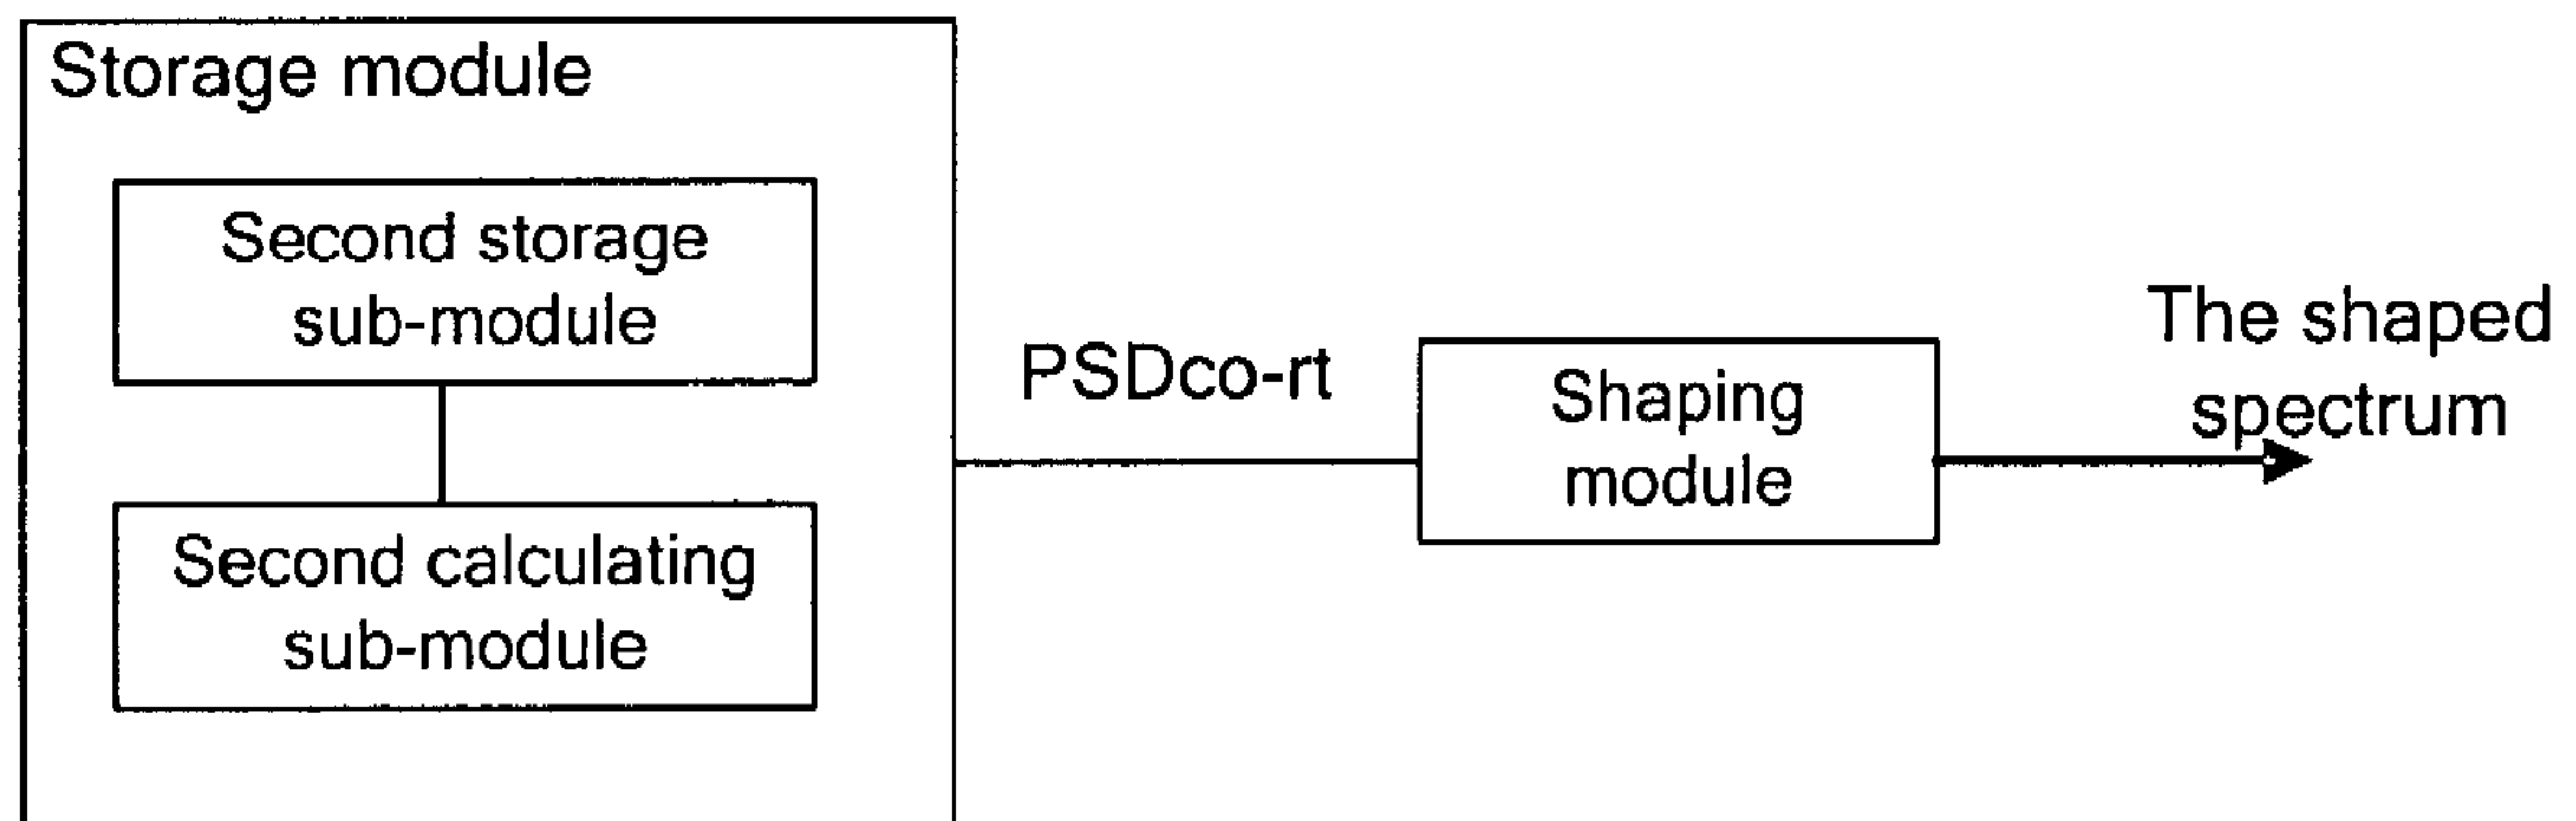 Storage module
Second storage
sub-module
Second calculating
sub-module
PSDco-rt
Shaping
module
The shaped
spectrum